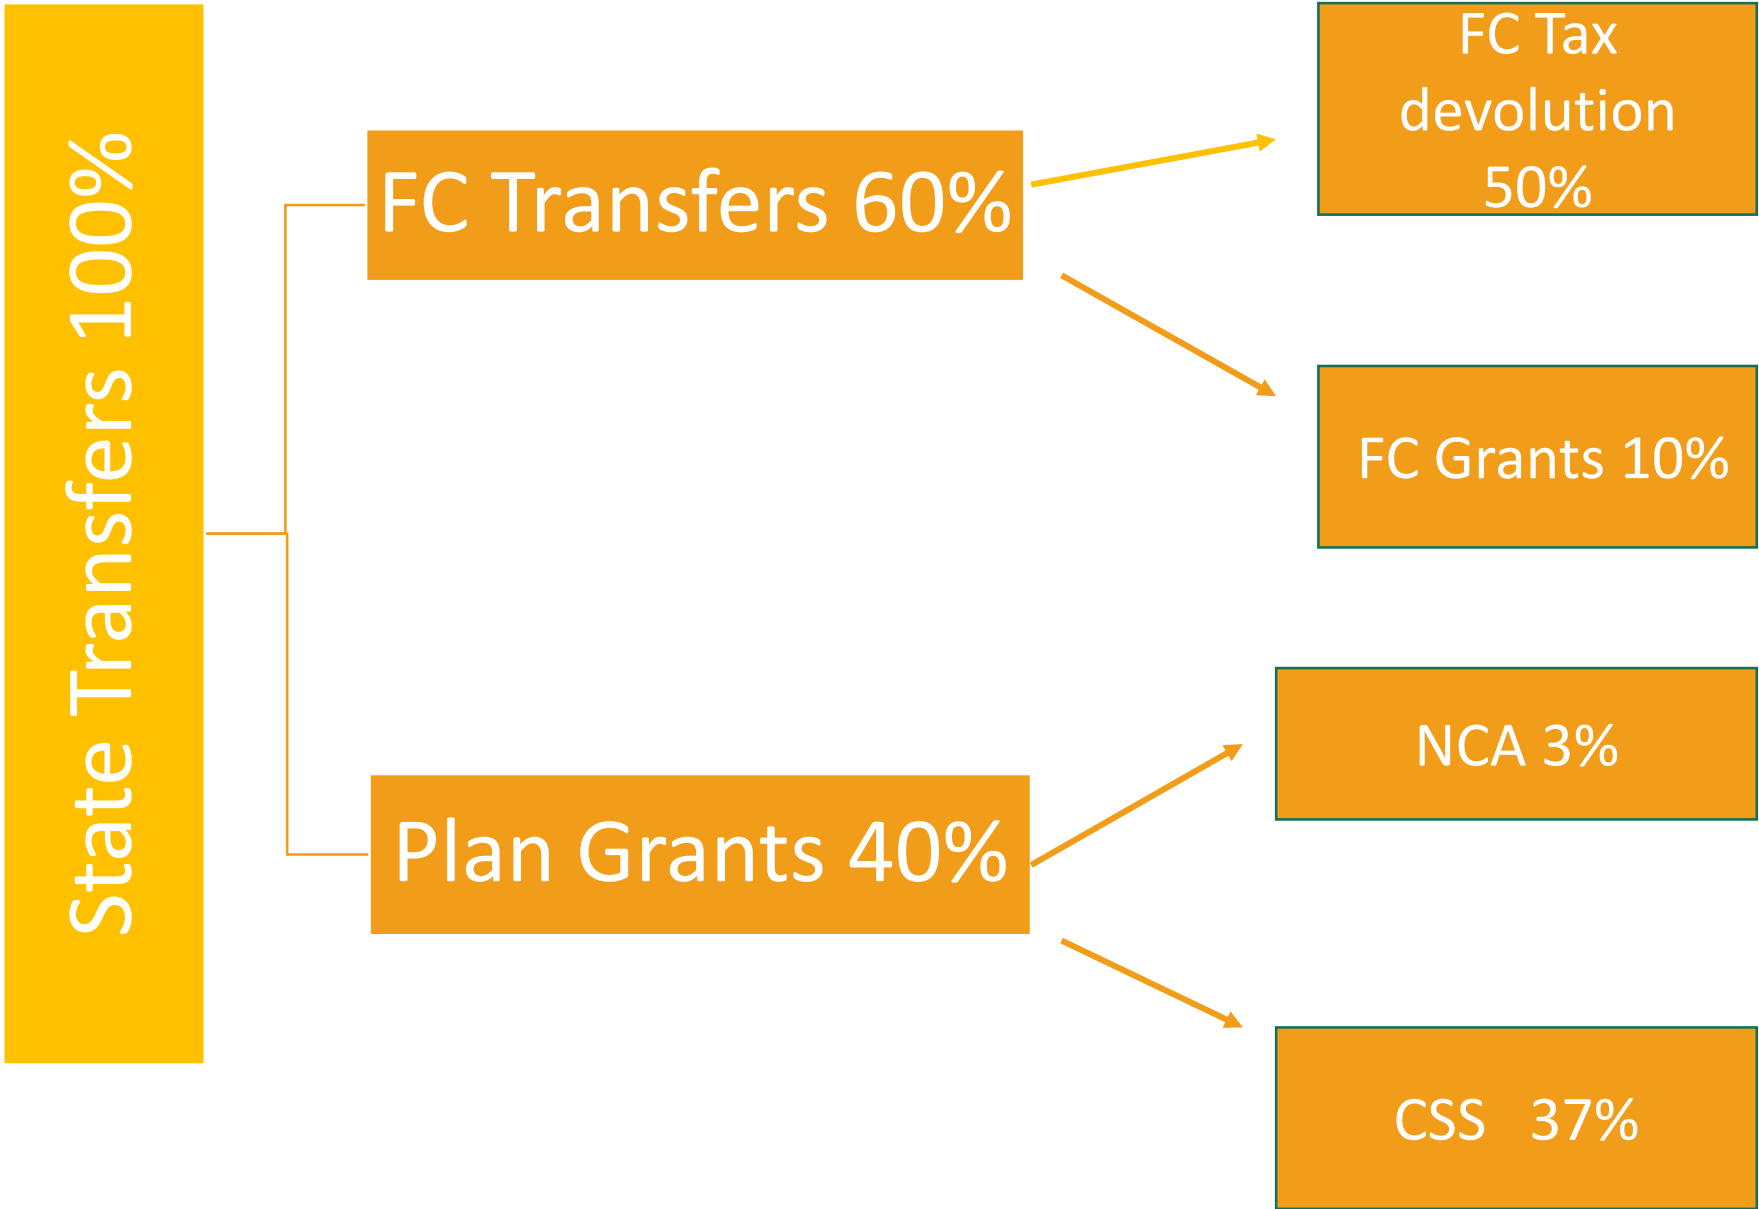 State Transfers 100%
FC Transfers 60%
FC Tax
devolution
50%
FC Grants 10%
Plan Grants 40%
NCA 3%
CSS 37%